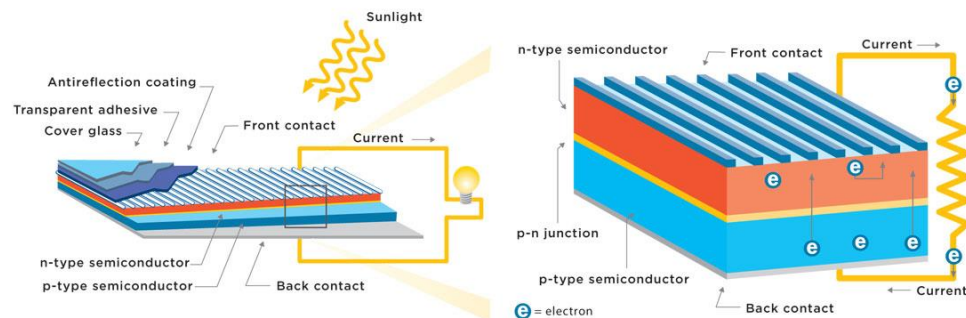 Sunlight
Antireflection coating
Transparent adhesive
Cover glass
Front contact
Current
n-type semiconductor
p-type semiconductor
Back contact
n-type semiconductor
Front contact
Current
e
e
e
e
e
e
e
p-n junction
p-type semiconductor
Current
Back contact
e = electron